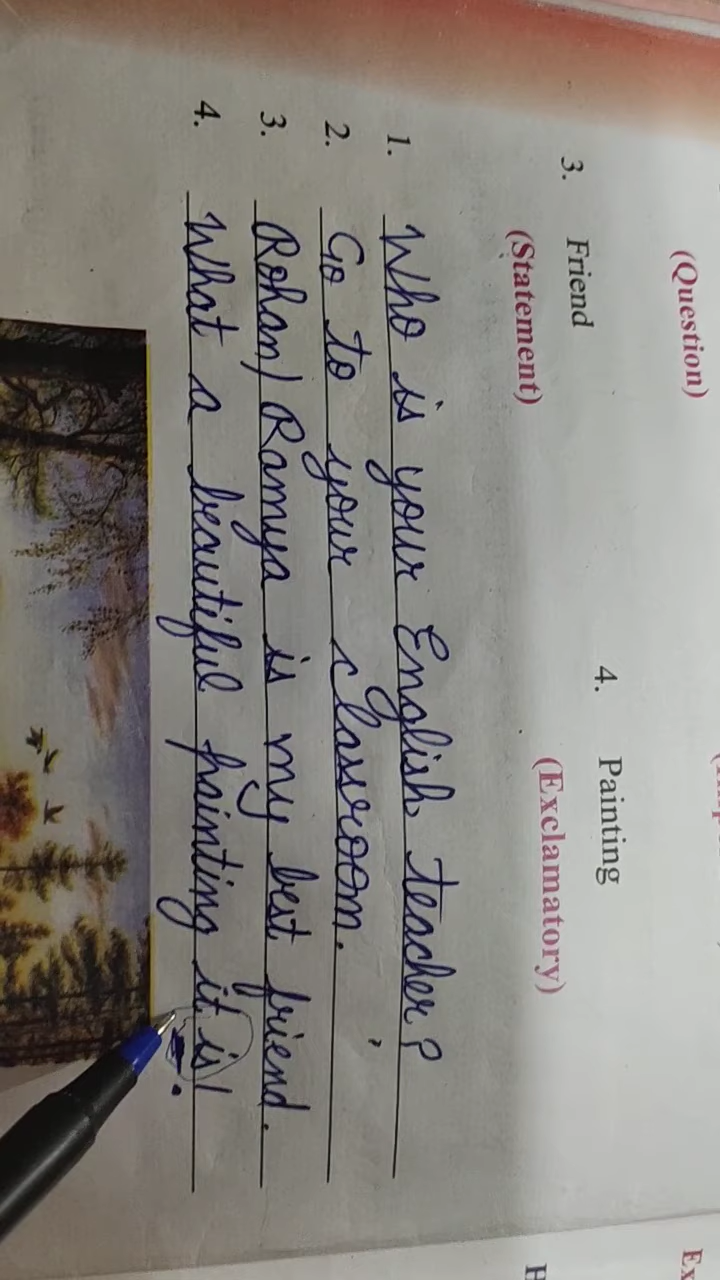 (Question)
3. Friend
(Statement)
4. Painting
(Exclamatory)
1. Who is your English teacher?
2. Go to your classroom.
3. Rohan/Ramya is my best friend.
4. What a beautiful painting it is!